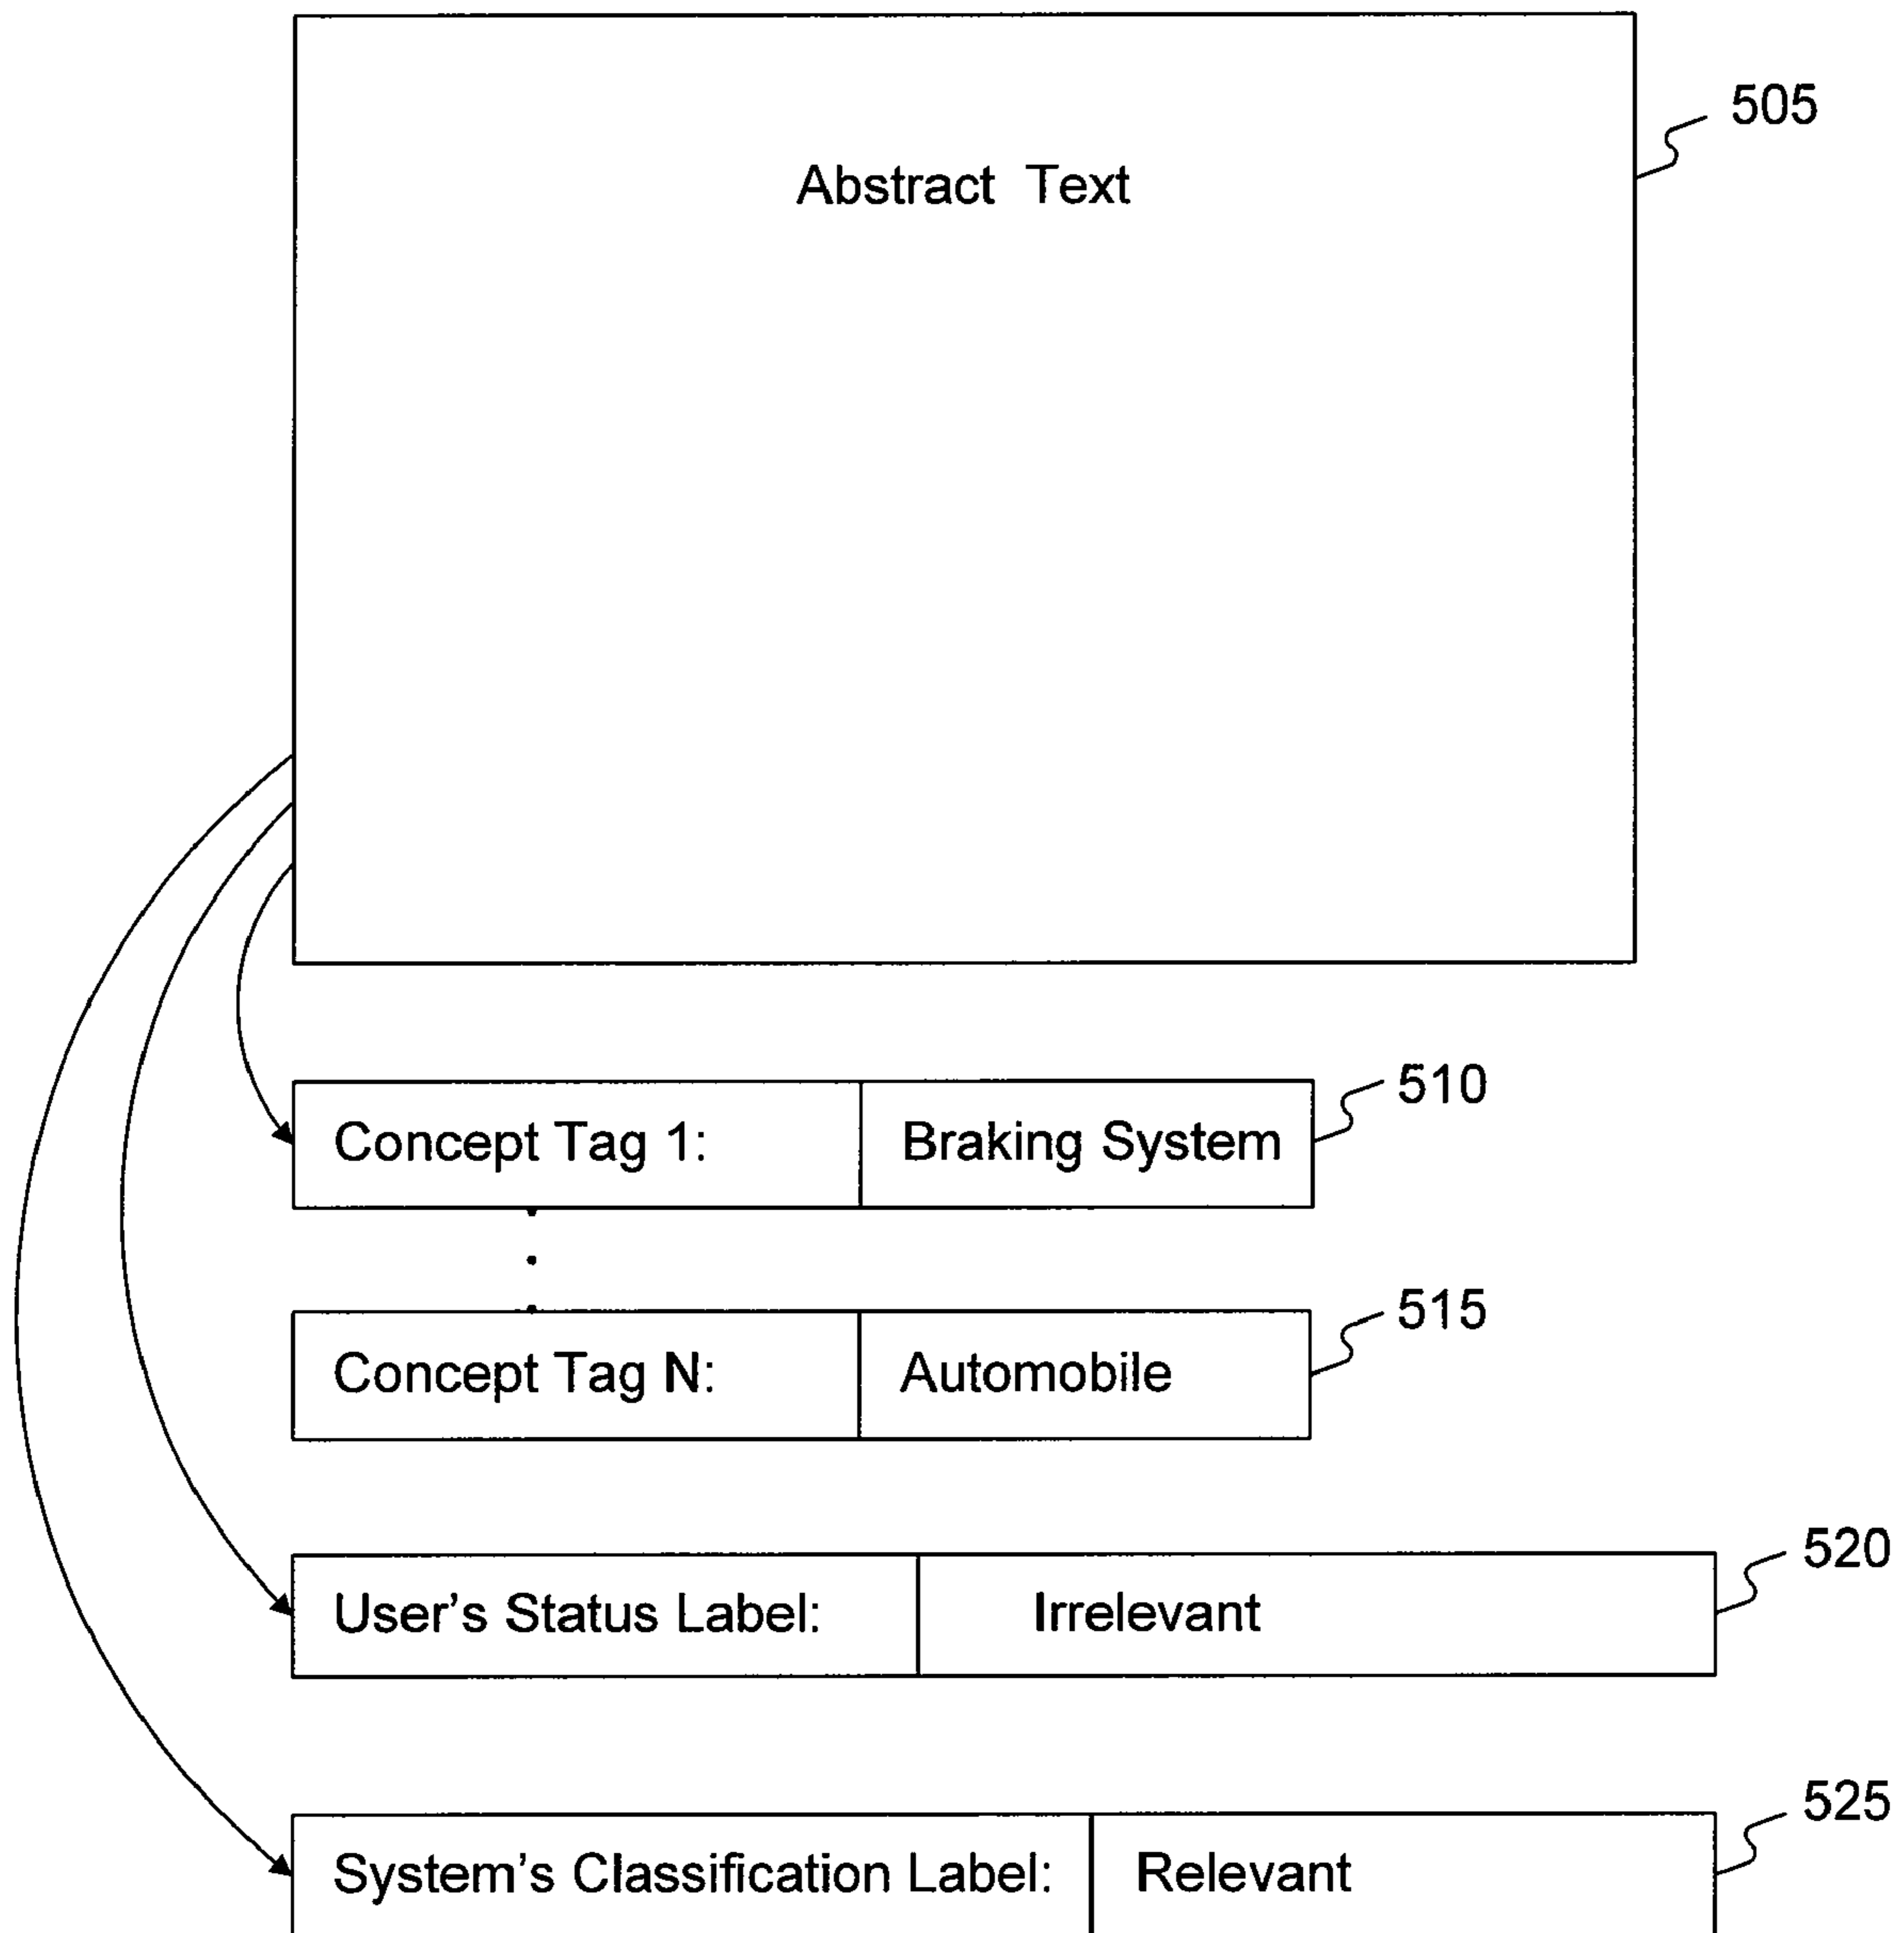 505
Abstract Text
510
Concept Tag 1: Braking System
515
Concept Tag N: Automobile
520
User's Status Label: Irrelevant
525
System's Classification Label: Relevant